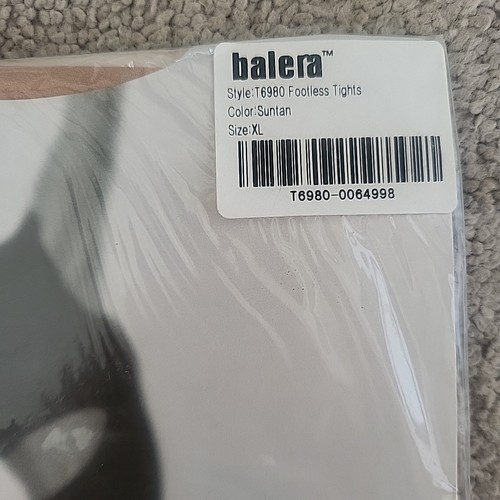 balera™
Style:T6980 Footless Tights
Color:Suntan
Size:XL
T6980-0064998